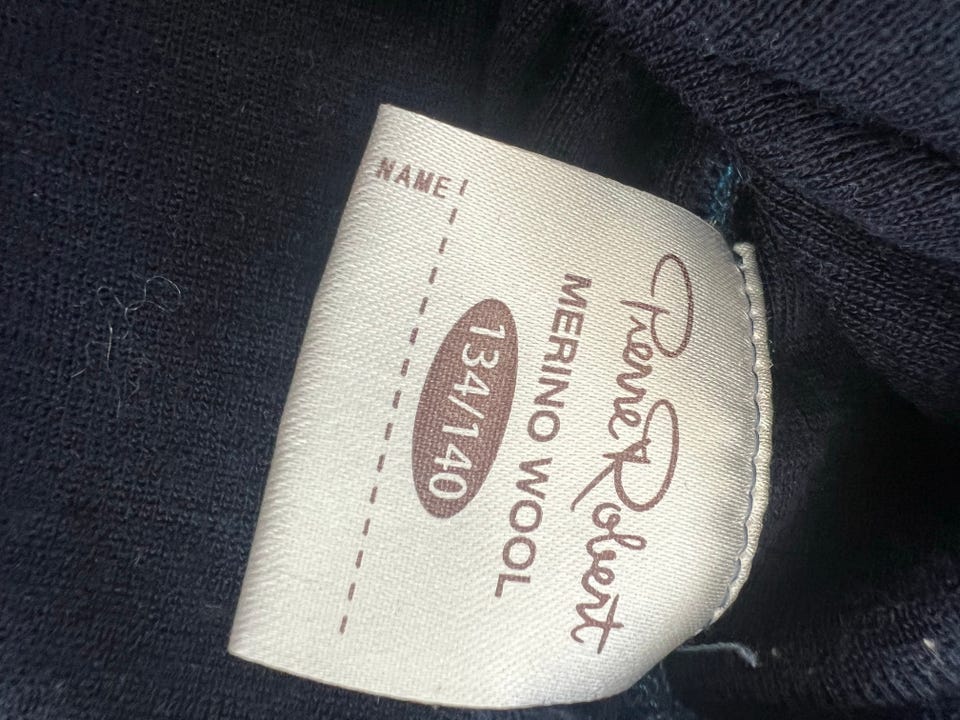 Pierre Robert
MERINO WOOL
134/140
NAME